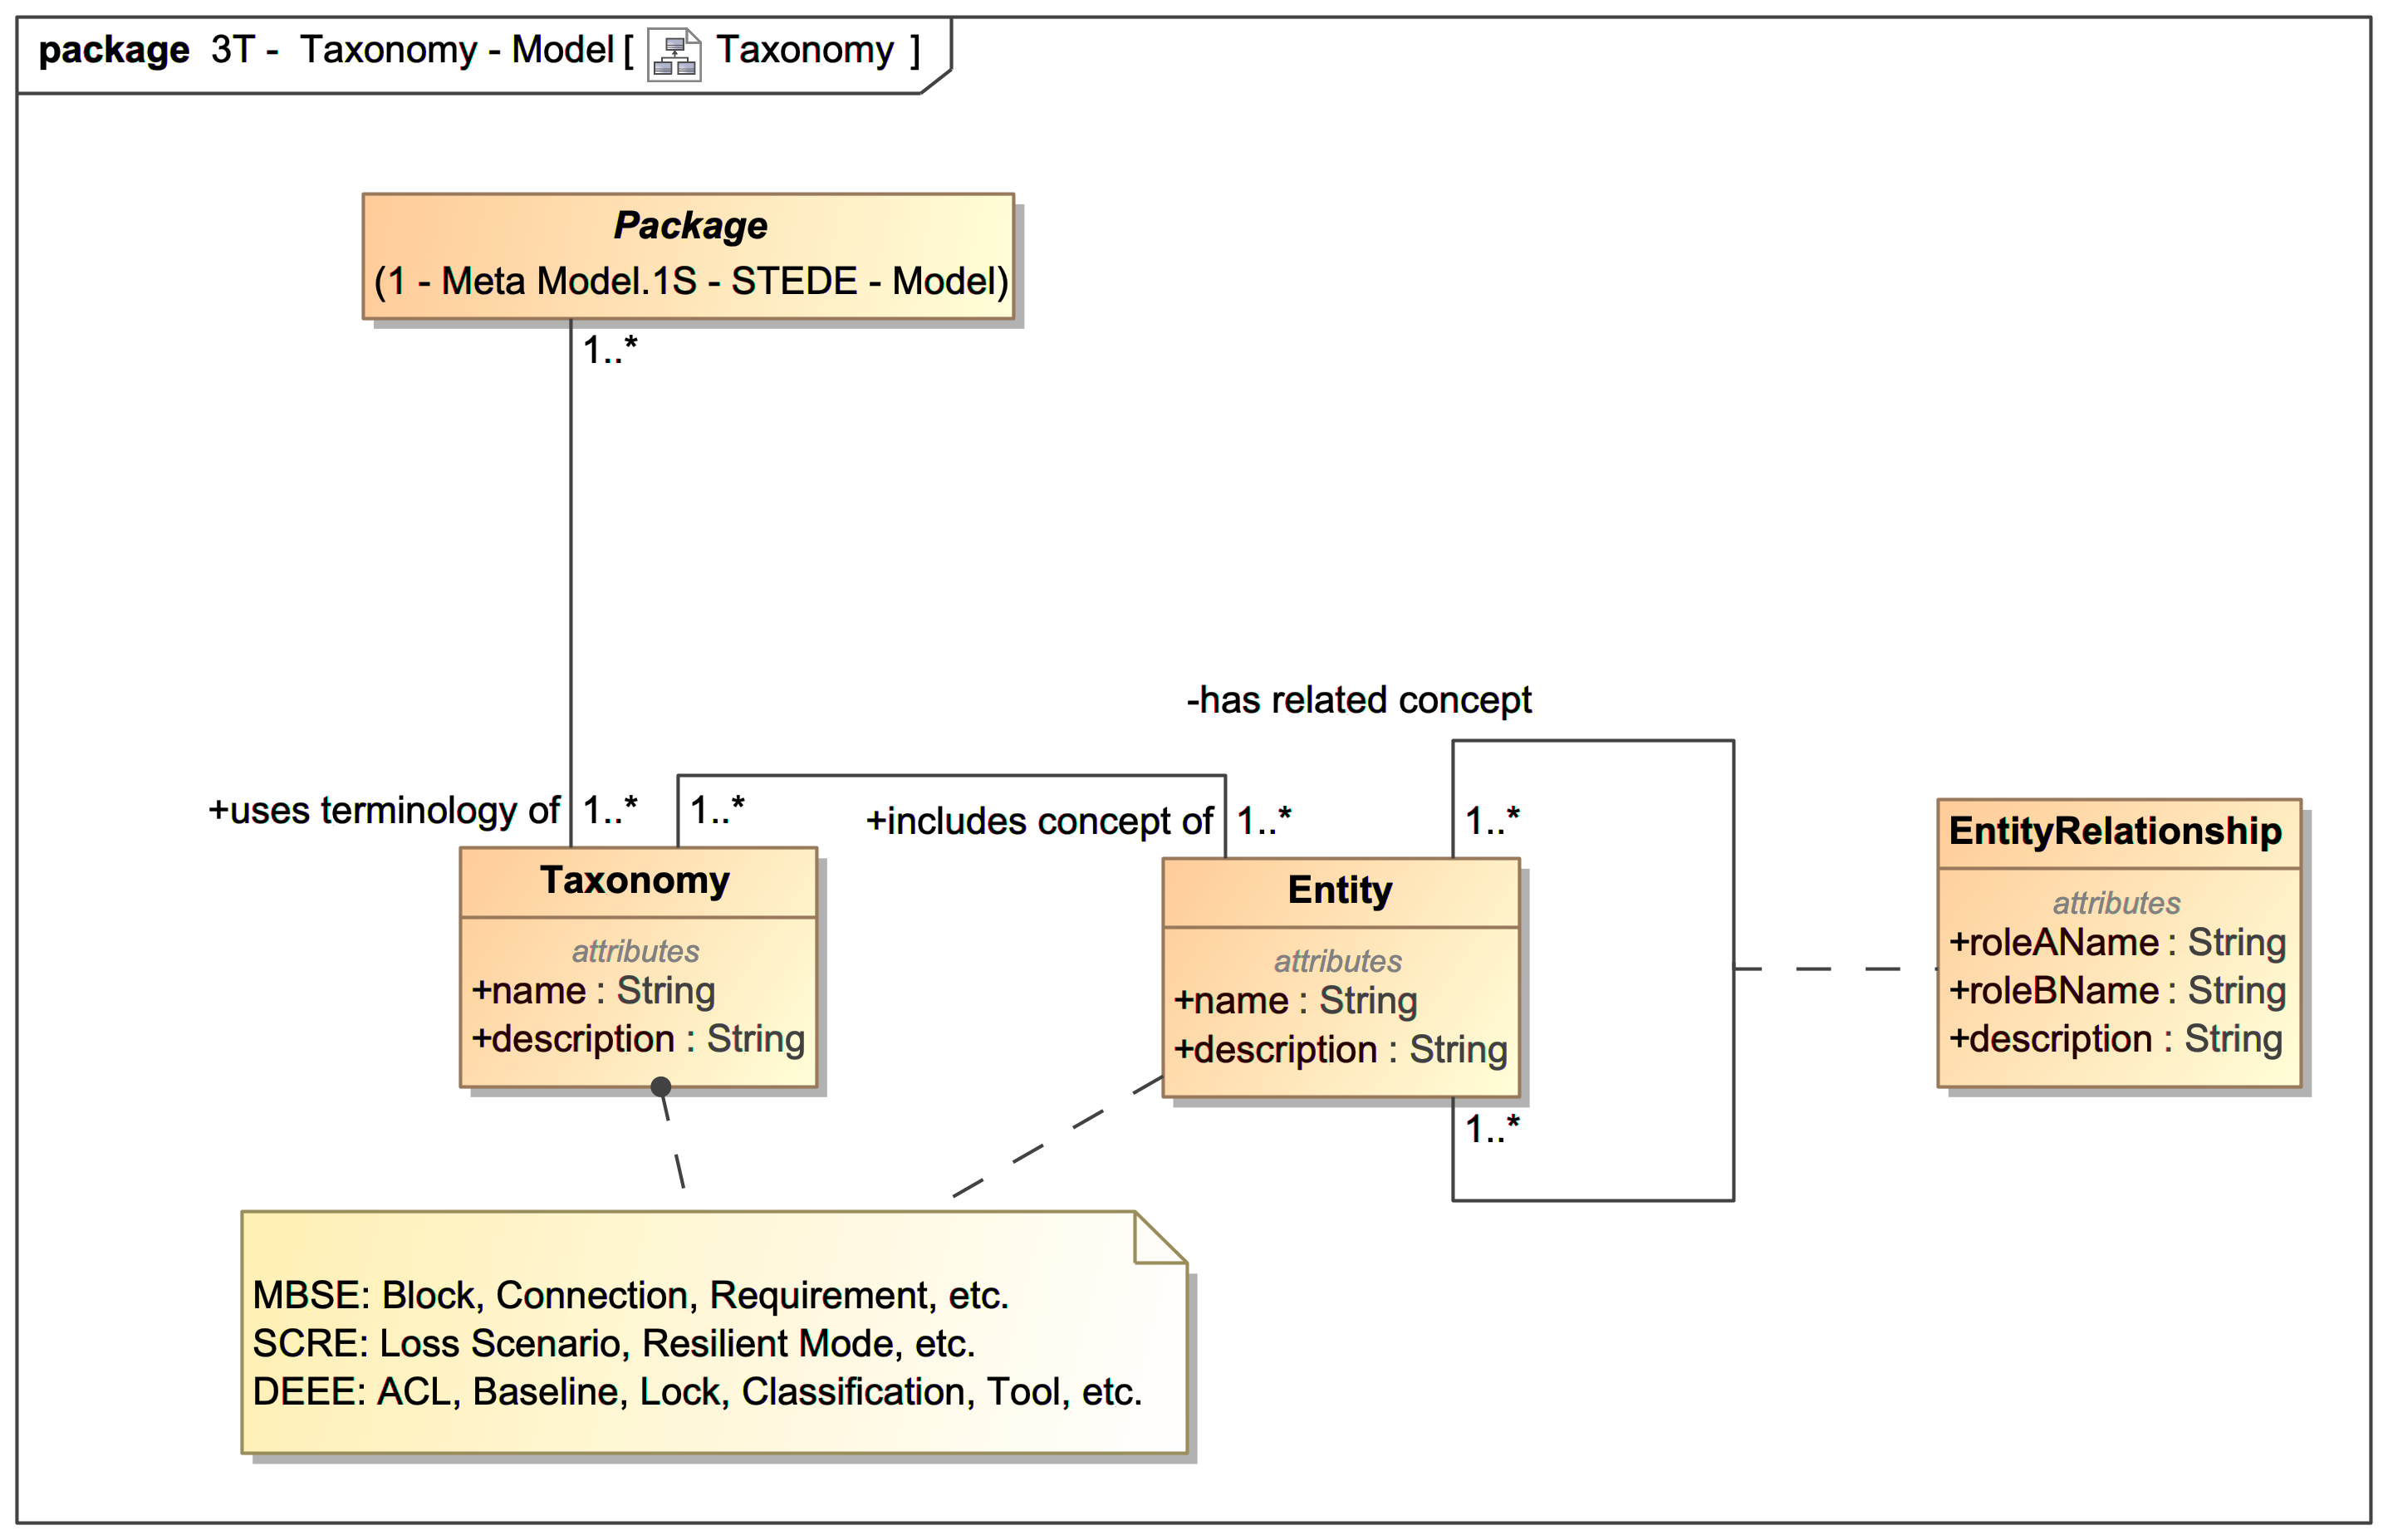 package 3T - Taxonomy - Model [ Taxonomy ]
Package
(1 - Meta Model.1S - STEDE - Model)
1..*
-has related concept
+uses terminology of 1..*
1..*
+includes concept of 1..*
1..*
Taxonomy
attributes
+name : String
+description : String
Entity
attributes
+name : String
+description : String
1..*
EntityRelationship
attributes
+roleAName : String
+roleBName : String
+description : String
MBSE: Block, Connection, Requirement, etc.
SCRE: Loss Scenario, Resilient Mode, etc.
DEEE: ACL, Baseline, Lock, Classification, Tool, etc.